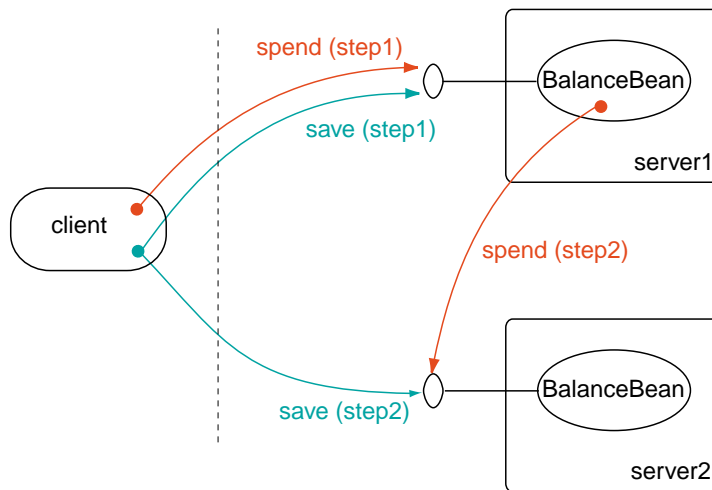 spend (step1)
BalanceBean
save (step1)
server1
client
spend (step2)
BalanceBean
save (step2)
server2